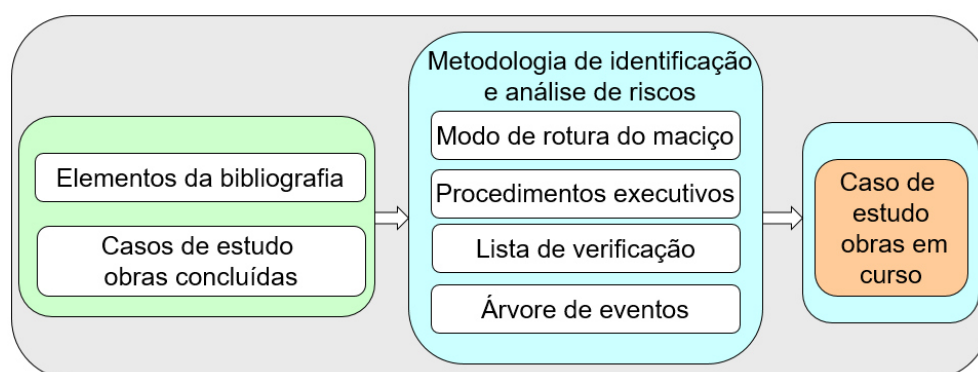 Elementos da bibliografia
Casos de estudo
obras concluídas
Metodologia de identificação
e análise de riscos
Modo de rotura do maciço
Procedimentos executivos
Lista de verificação
Árvore de eventos
Caso de
estudo
obras em
curso